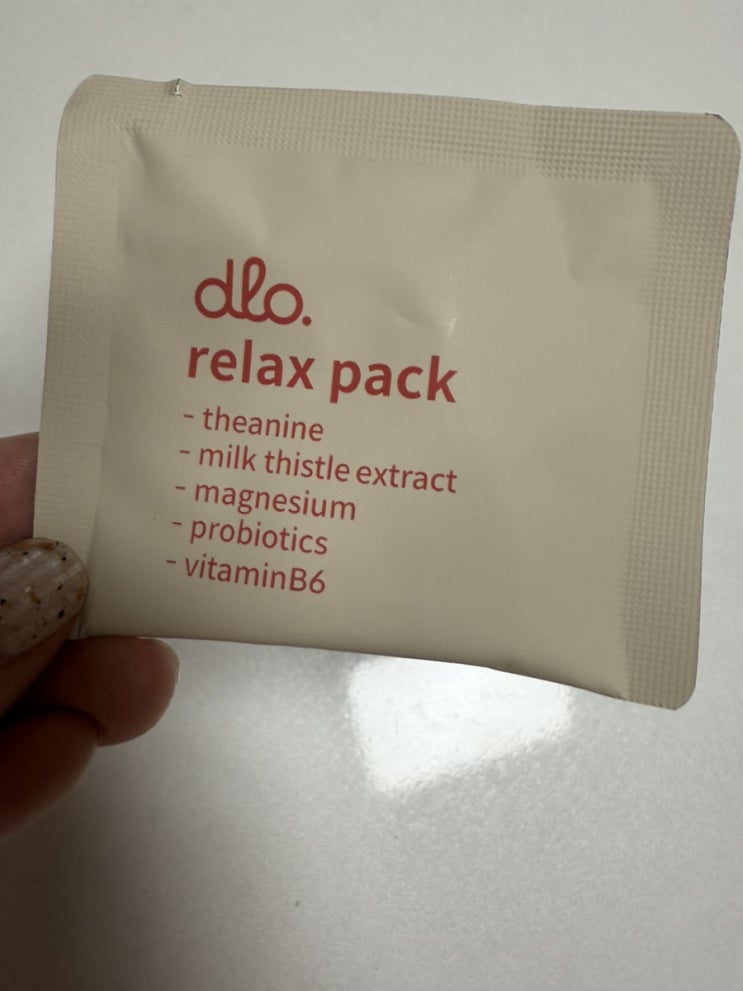 dlo.
relax pack
- theanine
- milk thistle extract
- magnesium
- probiotics
- vitaminB6